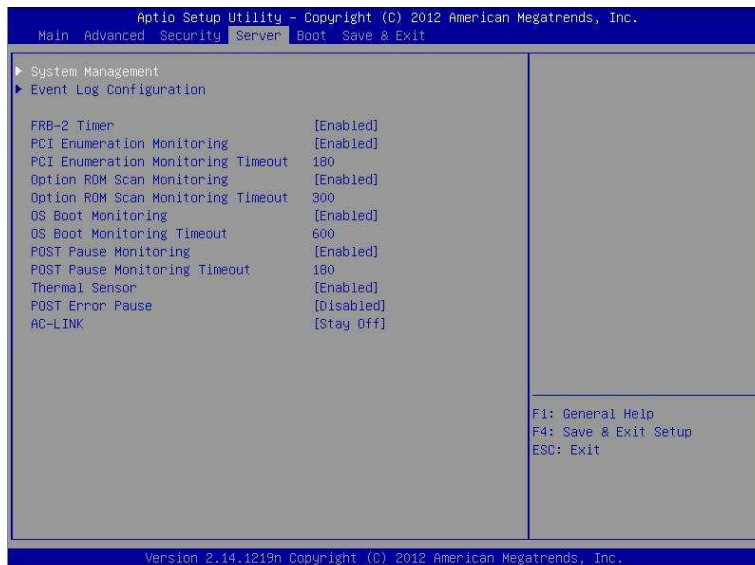 Aptio Setup Utility – Copyright (C) 2012 American Megatrends, Inc.
Main Advanced Security Server Boot Save & Exit
System Management
Event Log Configuration
FRB-2 Timer [Enabled]
PCI Enumeration Monitoring [Enabled]
PCI Enumeration Monitoring Timeout 180
Option ROM Scan Monitoring [Enabled]
Option ROM Scan Monitoring Timeout 300
OS Boot Monitoring [Enabled]
OS Boot Monitoring Timeout 600
POST Pause Monitoring [Enabled]
POST Pause Monitoring Timeout 180
Thermal Sensor [Enabled]
POST Error Pause [Disabled]
AC-LINK [Stay Off]
F1: General Help
F4: Save & Exit Setup
ESC: Exit
Version 2.14.1219n Copyright (C) 2012 American Megatrends, Inc.